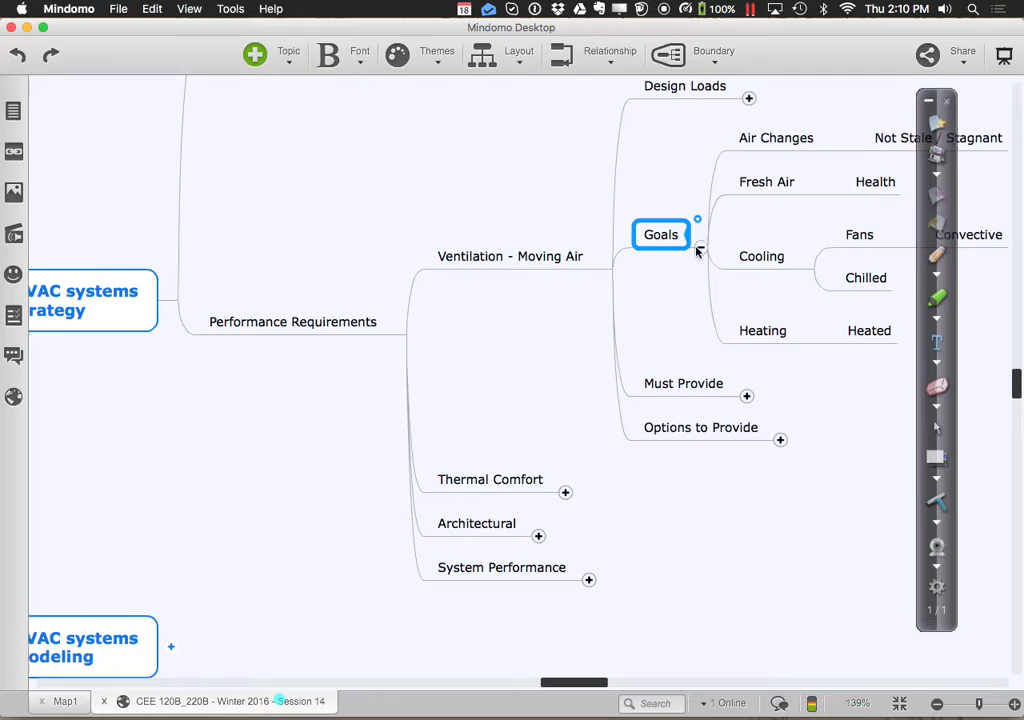 Mindomo File Edit View Tools Help 18 100% Thu 2:10 PM
Mindomo Desktop
Topic Font Themes Layout Relationship Boundary Share
Design Loads
Air Changes Not Stale / Stagnant
Fresh Air Health
Goals Fans Convective
Ventilation - Moving Air Cooling
Chilled
VAC systems
rategy
Performance Requirements Heating Heated
Must Provide
Options to Provide
Thermal Comfort
Architectural
System Performance
1 / 1
VAC systems
odeling
Map1 CEE 120B_220B - Winter 2016 - Session 14 Search 1 Online 139%